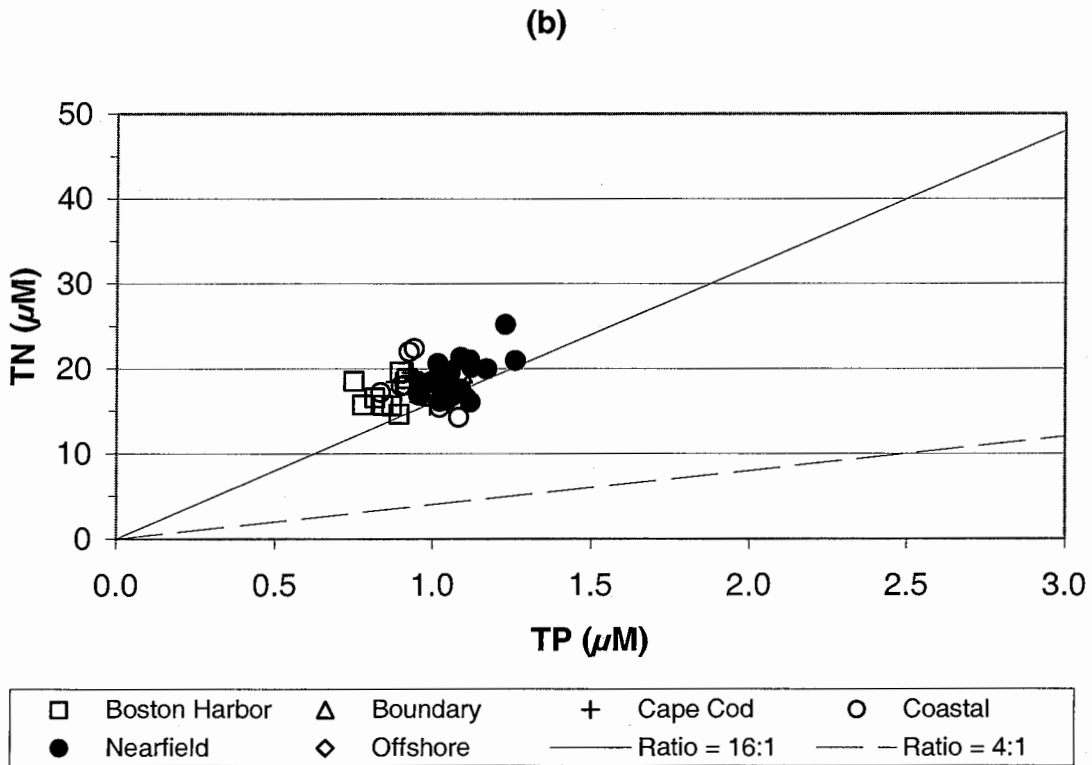 (b)
50
40
30
20
10
0
TN (µM)
0.0 0.5 1.0 1.5 2.0 2.5 3.0
TP (µM)
Boston Harbor Boundary Cape Cod Coastal
Nearfield Offshore Ratio = 16:1 Ratio = 4:1